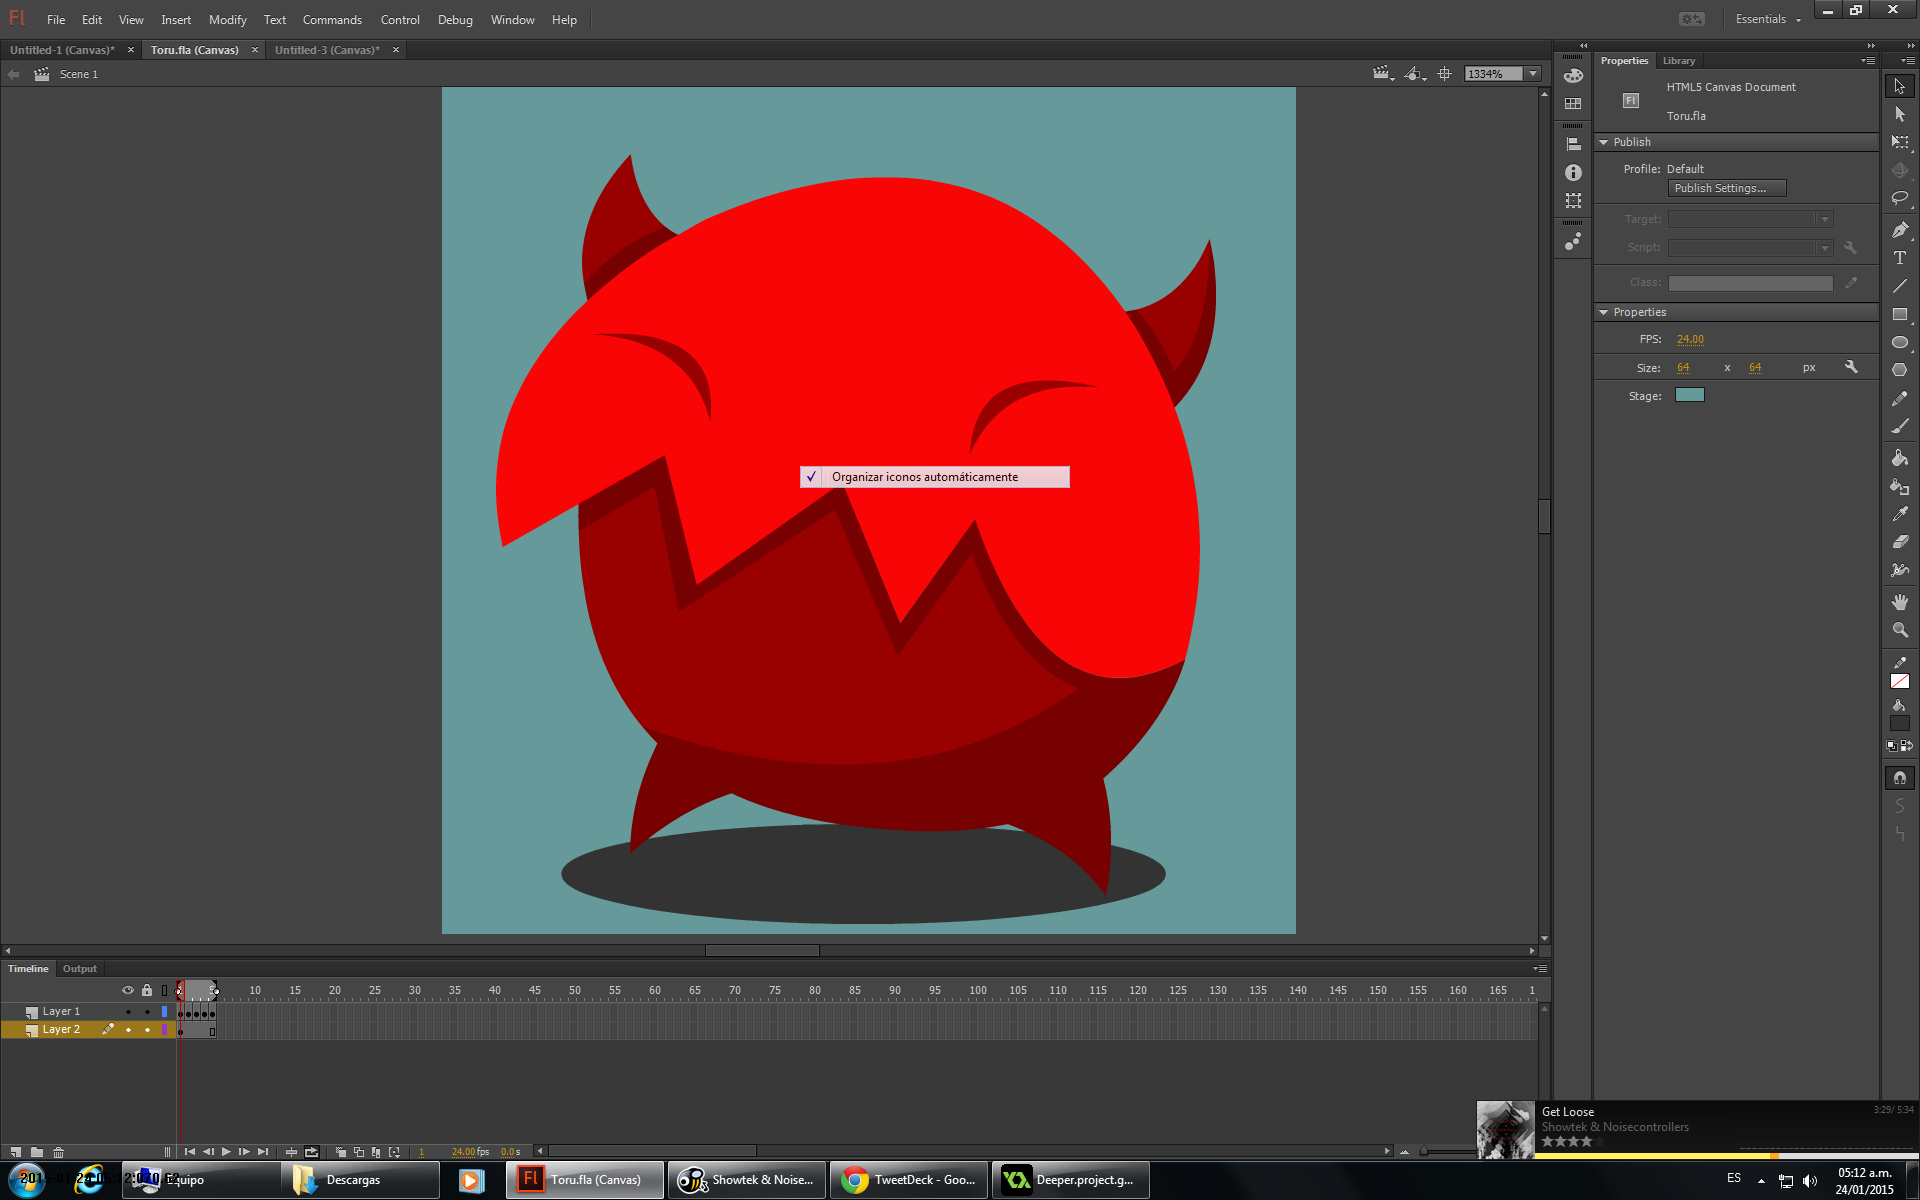 Fl File Edit View Insert Modify Text Commands Control Debug Window Help Essentials
Untitled-1 (Canvas)* × Toru.fla (Canvas) × Untitled-3 (Canvas)* ×
Scene 1 1334%
Properties Library
HTML5 Canvas Document
Fl
Toru.fla
Publish
Profile: Default
Publish Settings...
Target:
Script:
Class:
Properties
FPS: 24.00
Size: 64 x 64 px
Stage:
✓ Organizar iconos automáticamente
Timeline Output
10 15 20 25 30 35 40 45 50 55 60 65 70 75 80 85 90 95 100 105 110 115 120 125 130 135 140 145 150 155 160 165 1
Layer 1
Layer 2
1 24.00 fps 0.0 s
Get Loose 3:29/ 5:34
Showtek & Noisecontrollers
Equipo Descargas Fl Toru.fla (Canvas) Showtek & Noise... TweetDeck - Goo... Deeper.project.g... ES
05:12 a.m.
24/01/2015